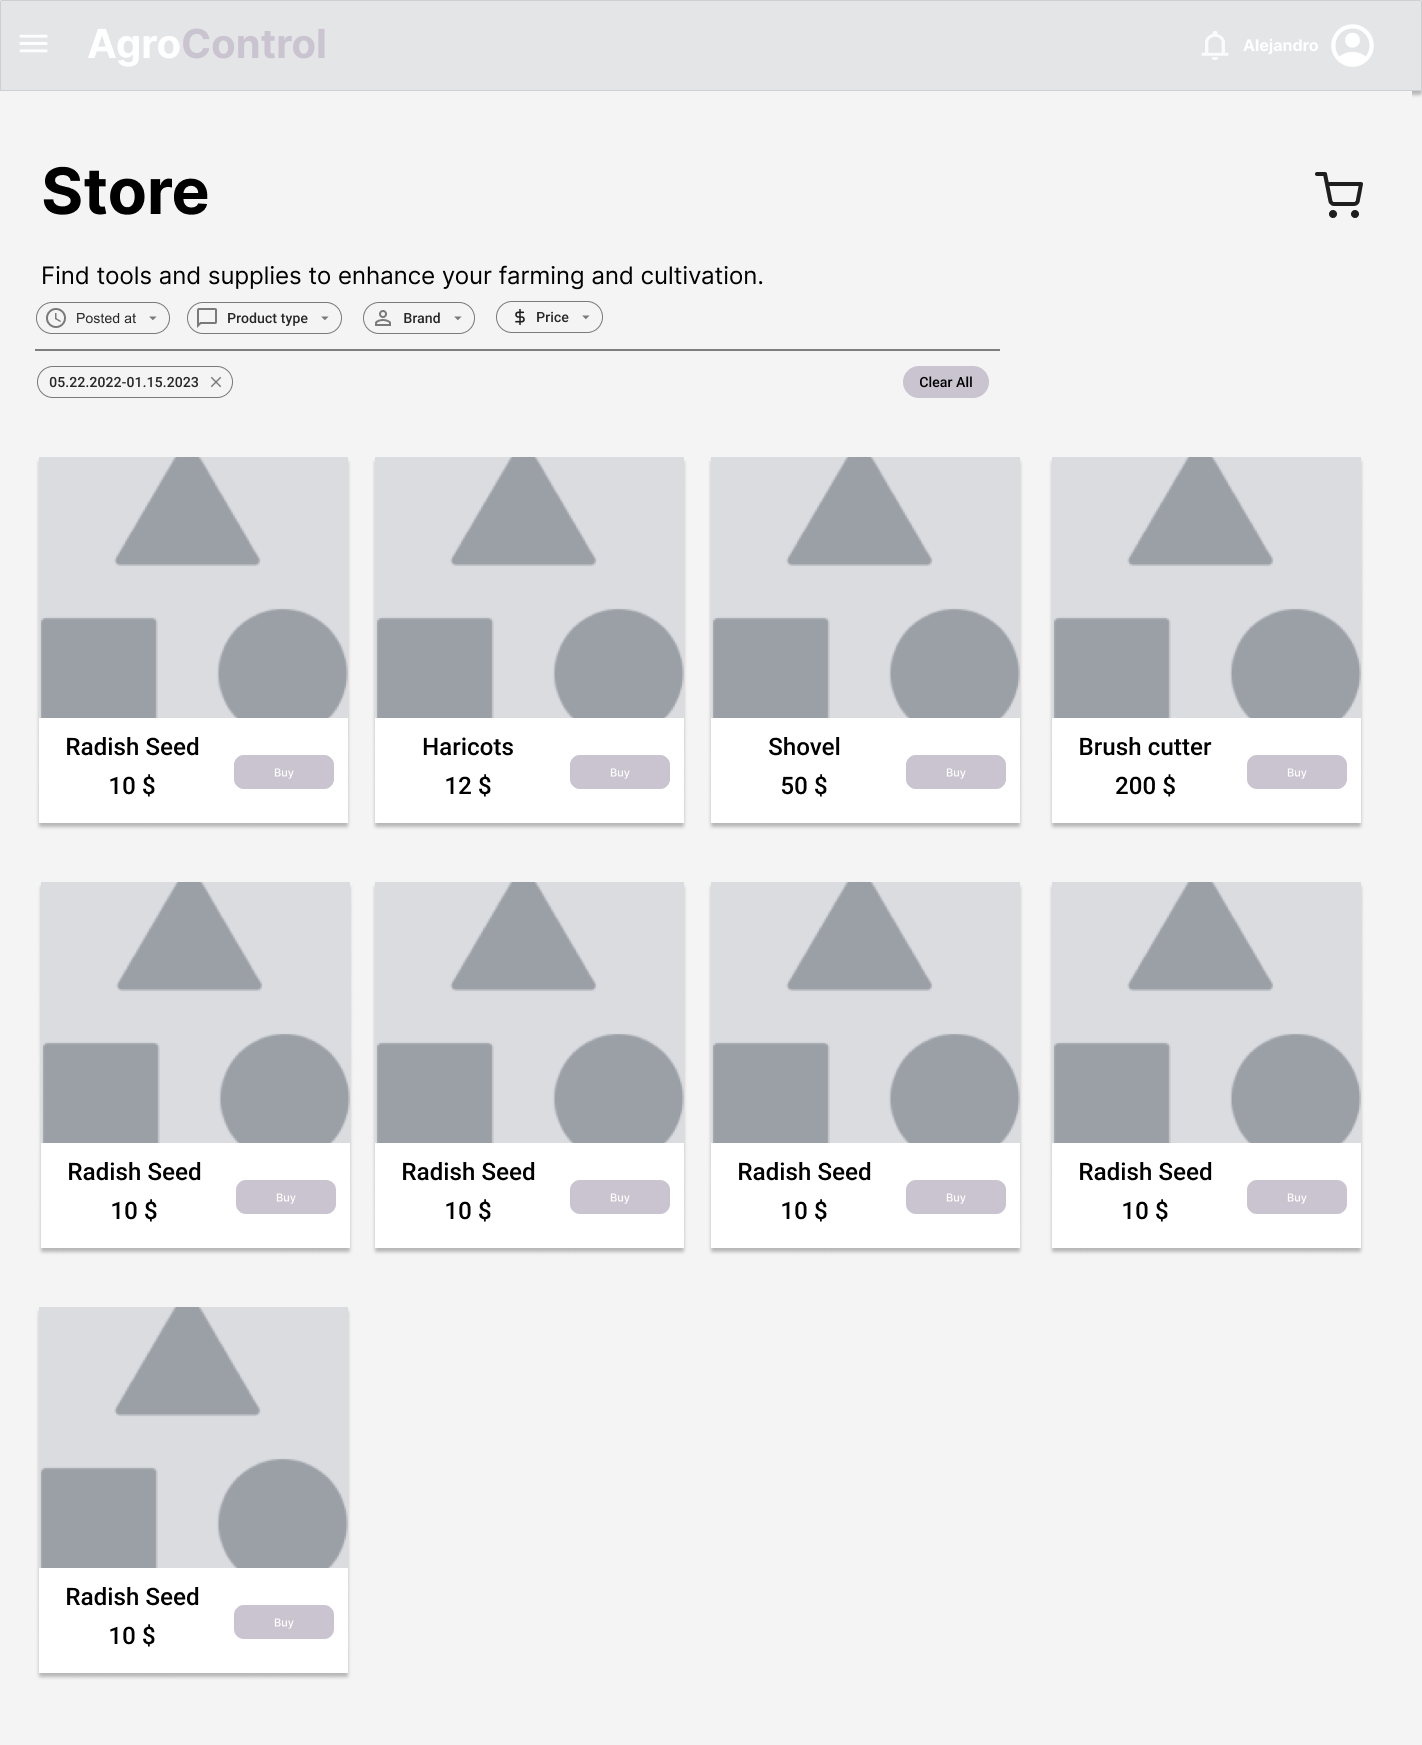 AgroControl
Alejandro
Store
Find tools and supplies to enhance your farming and cultivation.
Posted at
Product type
Brand
$ Price
05.22.2022-01.15.2023
Clear All
Radish Seed
10 $
Buy
Haricots
12 $
Buy
Shovel
50 $
Buy
Brush cutter
200 $
Buy
Radish Seed
10 $
Buy
Radish Seed
10 $
Buy
Radish Seed
10 $
Buy
Radish Seed
10 $
Buy
Radish Seed
10 $
Buy